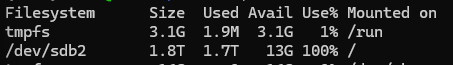 Filesystem Size Used Avail Use% Mounted on
tmpfs 3.1G 1.9M 3.1G 1% /run
/dev/sdb2 1.8T 1.7T 13G 100% /